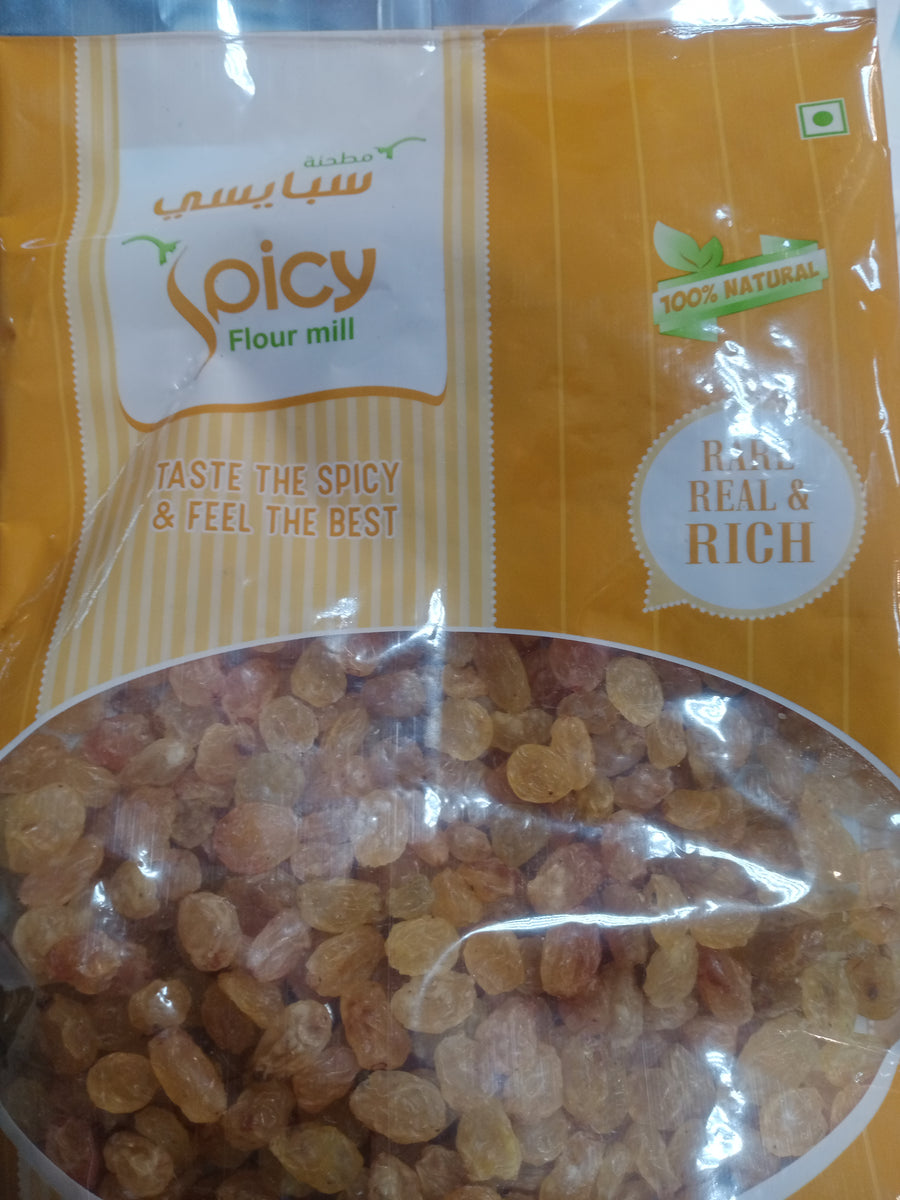 مطحنة
سبايسي
Spicy
Flour mill
TASTE THE SPICY
& FEEL THE BEST
100% NATURAL
RARE
REAL &
RICH